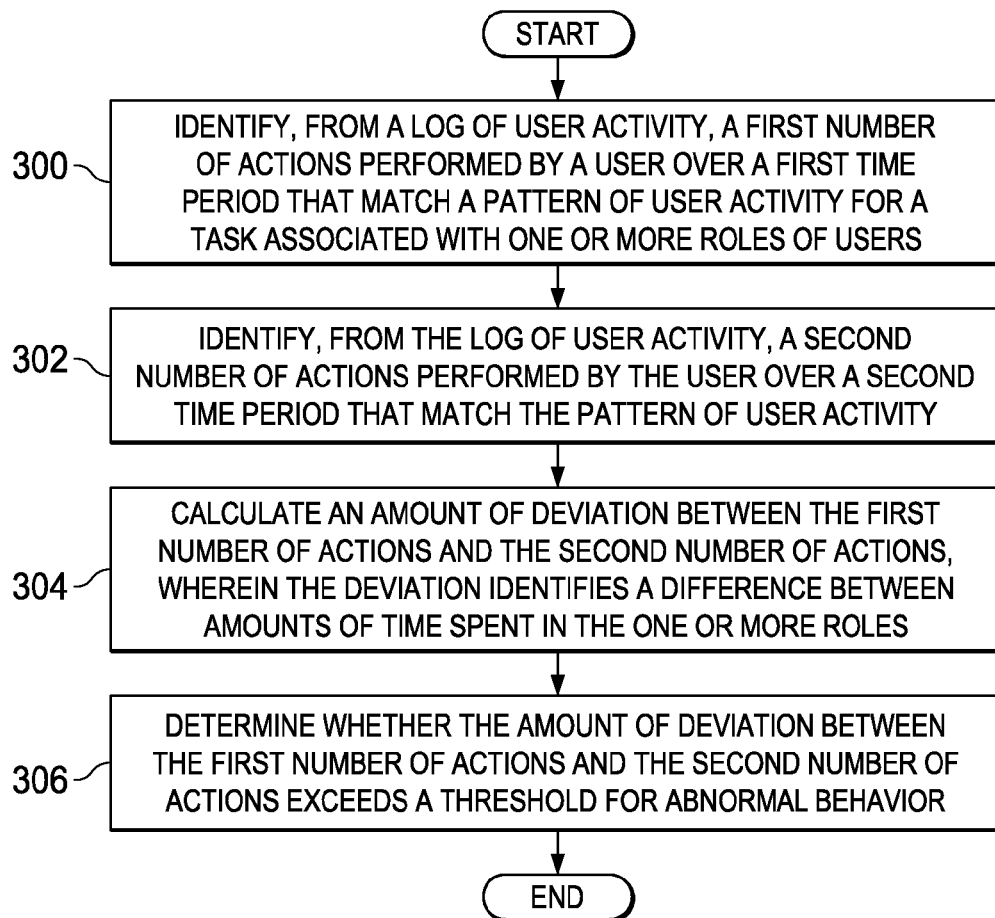 START
300
IDENTIFY, FROM A LOG OF USER ACTIVITY, A FIRST NUMBER
OF ACTIONS PERFORMED BY A USER OVER A FIRST TIME
PERIOD THAT MATCH A PATTERN OF USER ACTIVITY FOR A
TASK ASSOCIATED WITH ONE OR MORE ROLES OF USERS
302
IDENTIFY, FROM THE LOG OF USER ACTIVITY, A SECOND
NUMBER OF ACTIONS PERFORMED BY THE USER OVER A SECOND
TIME PERIOD THAT MATCH THE PATTERN OF USER ACTIVITY
304
CALCULATE AN AMOUNT OF DEVIATION BETWEEN THE FIRST
NUMBER OF ACTIONS AND THE SECOND NUMBER OF ACTIONS,
WHEREIN THE DEVIATION IDENTIFIES A DIFFERENCE BETWEEN
AMOUNTS OF TIME SPENT IN THE ONE OR MORE ROLES
306
DETERMINE WHETHER THE AMOUNT OF DEVIATION BETWEEN
THE FIRST NUMBER OF ACTIONS AND THE SECOND NUMBER OF
ACTIONS EXCEEDS A THRESHOLD FOR ABNORMAL BEHAVIOR
END